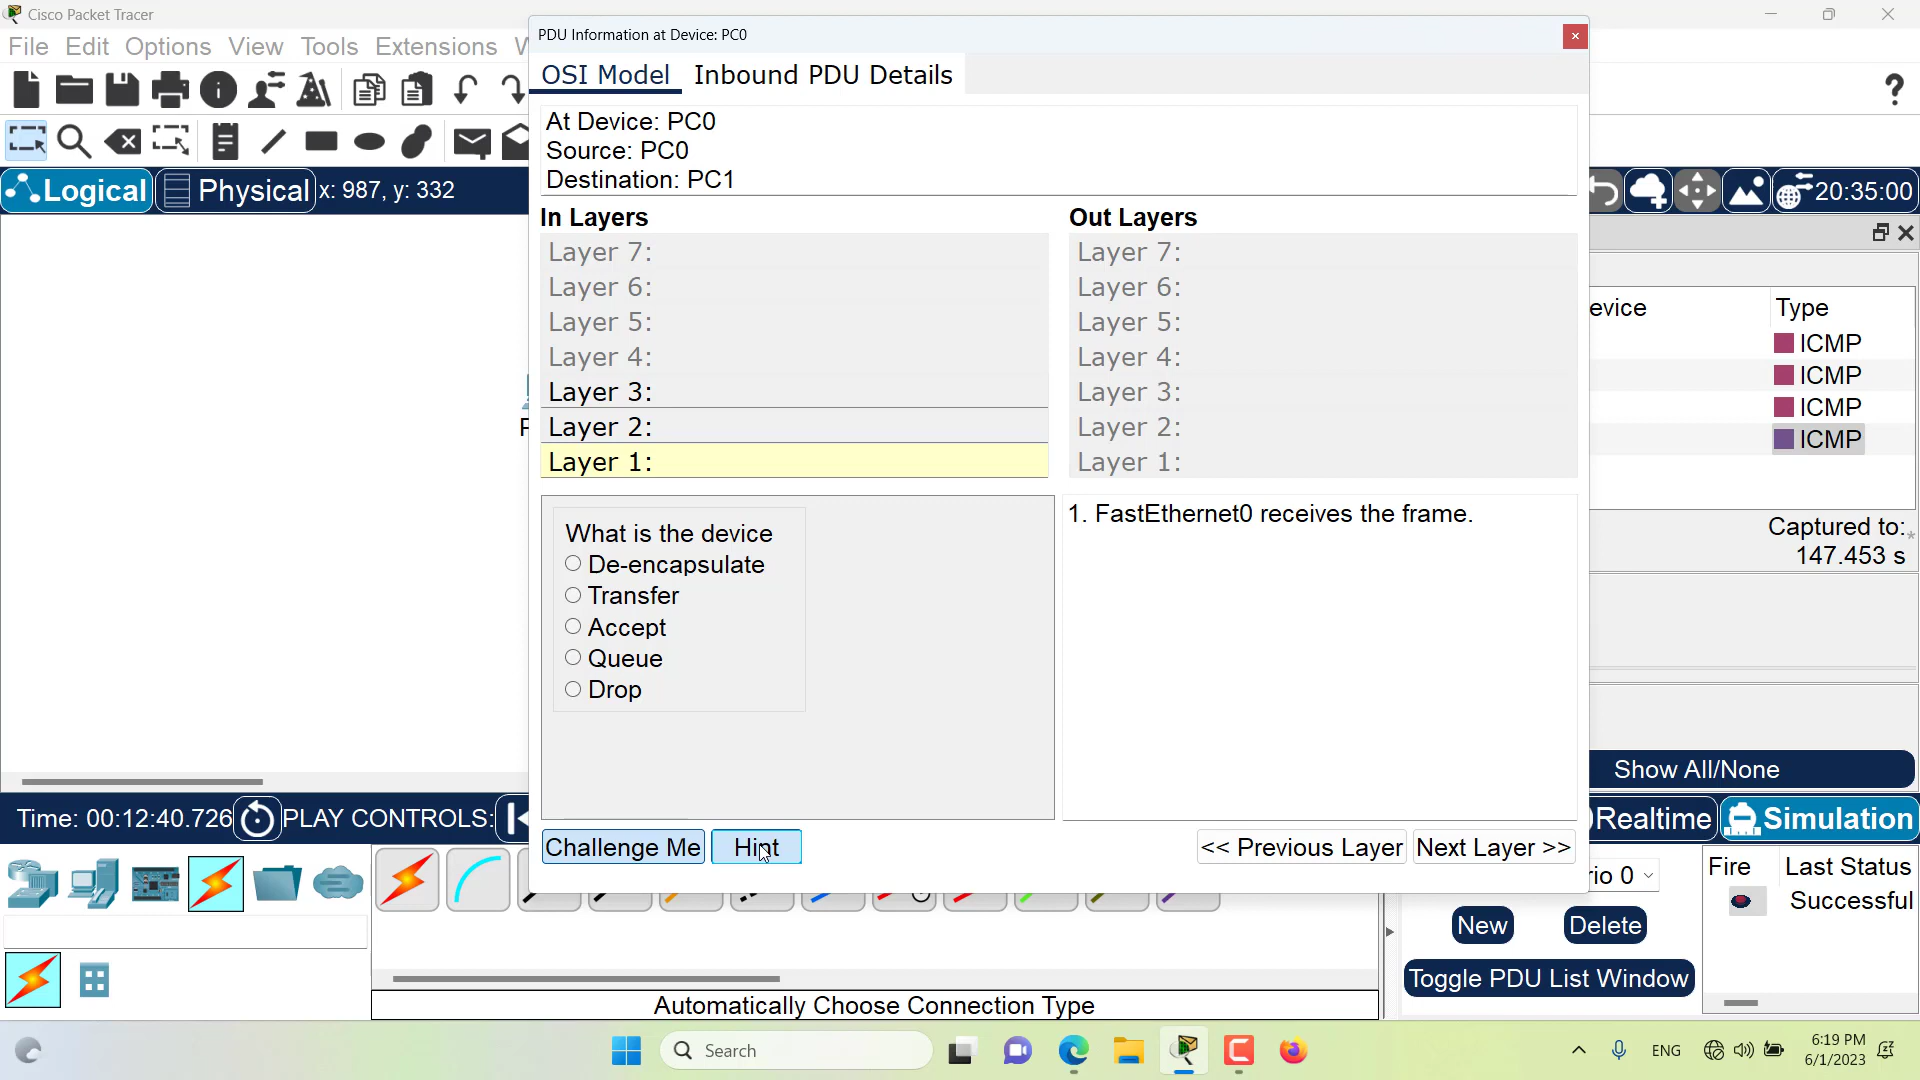 Cisco Packet Tracer
File Edit Options View Tools Extensions
Logical Physical x: 987, y: 332
PDU Information at Device: PC0
OSI Model Inbound PDU Details
At Device: PC0
Source: PC0
Destination: PC1
In Layers
Layer 7:
Layer 6:
Layer 5:
Layer 4:
Layer 3:
Layer 2:
Layer 1:
Out Layers
Layer 7:
Layer 6:
Layer 5:
Layer 4:
Layer 3:
Layer 2:
Layer 1:
What is the device
De-encapsulate
Transfer
Accept
Queue
Drop
1. FastEthernet0 receives the frame.
Challenge Me Hint << Previous Layer Next Layer >>
20:35:00
evice Type
ICMP
ICMP
ICMP
ICMP
Captured to:
147.453 s
Show All/None
Time: 00:12:40.726 PLAY CONTROLS:
Realtime Simulation
rio 0
Fire Last Status
Successful
New Delete
Toggle PDU List Window
Automatically Choose Connection Type
Search
ENG
6:19 PM
6/1/2023